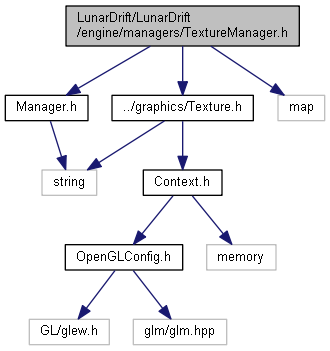 LunarDrift/LunarDrift
/engine/managers/TextureManager.h
Manager.h
../graphics/Texture.h
map
string
Context.h
OpenGLConfig.h
memory
GL/glew.h
glm/glm.hpp